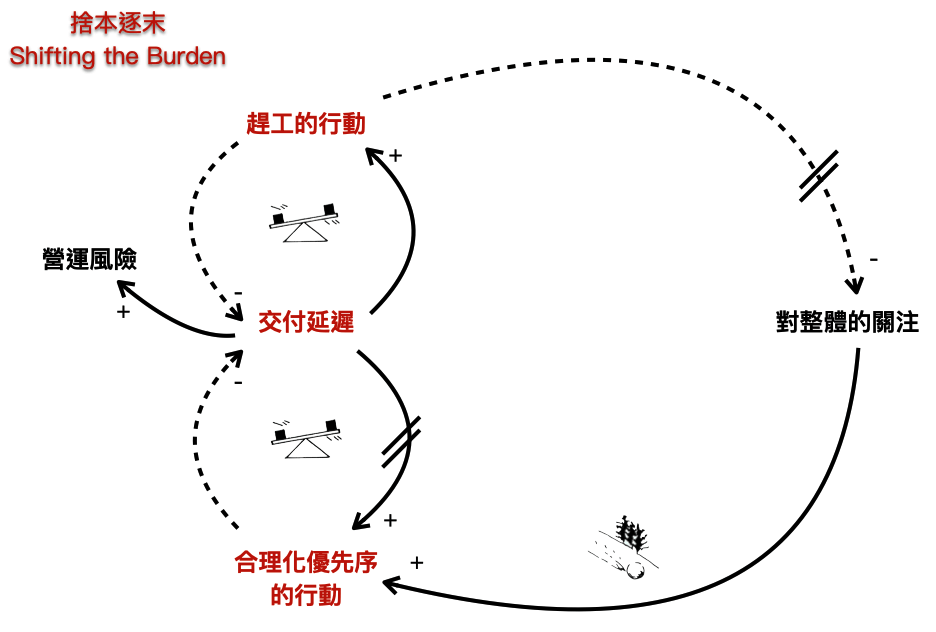 捨本逐末
Shifting the Burden
趕工的行動
+
營運風險
+
-
交付延遲
-
-
對整體的關注
+
合理化優先序
的行動
+